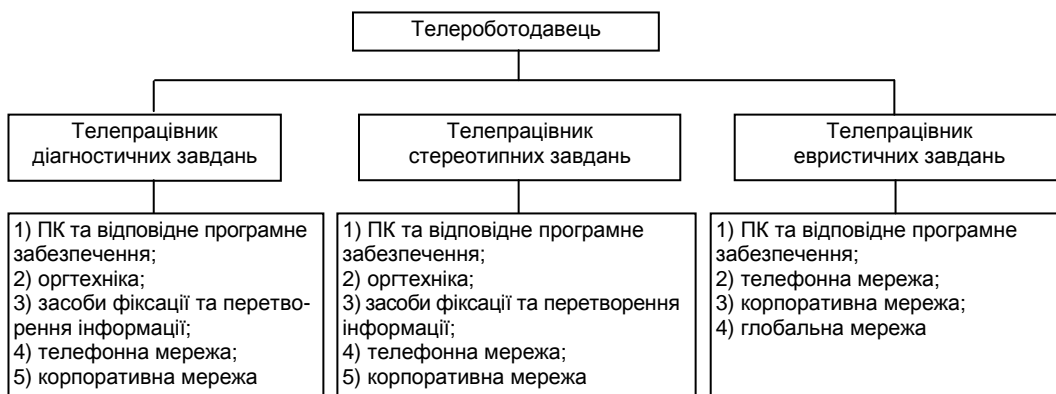 Телероботодавець
Телепрацівник
діагностичних завдань
Телепрацівник
стереотипних завдань
Телепрацівник
евристичних завдань
1) ПК та відповідне програмне
забезпечення;
2) оргтехніка;
3) засоби фіксації та перетво-
рення інформації;
4) телефонна мережа;
5) корпоративна мережа
1) ПК та відповідне програмне
забезпечення;
2) оргтехніка;
3) засоби фіксації та перетворення
інформації;
4) телефонна мережа;
5) корпоративна мережа
1) ПК та відповідне програмне
забезпечення;
2) телефонна мережа;
3) корпоративна мережа;
4) глобальна мережа